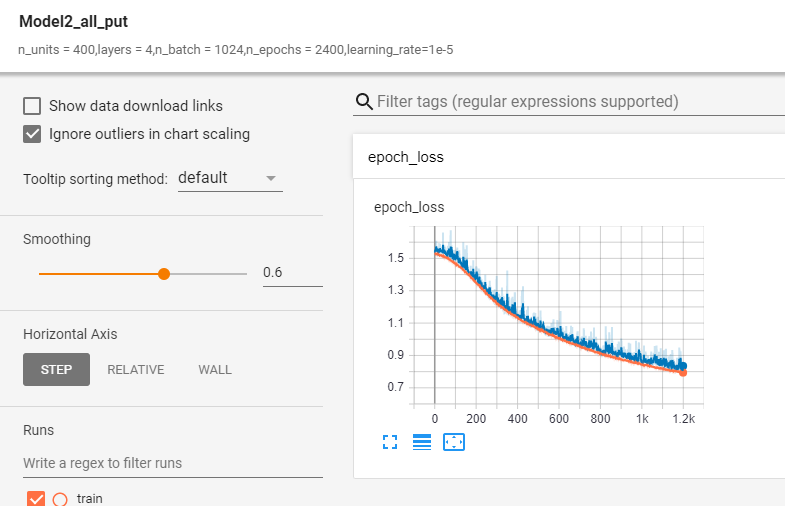 Model2_all_put
n_units = 400,layers = 4,n_batch = 1024,n_epochs = 2400,learning_rate=1e-5
Show data download links
Ignore outliers in chart scaling
Tooltip sorting method: default
Smoothing
0.6
Horizontal Axis
STEP RELATIVE WALL
Runs
Write a regex to filter runs
train
Filter tags (regular expressions supported)
epoch_loss
epoch_loss
1.5
1.3
1.1
0.9
0.7
0 200 400 600 800 1k 1.2k